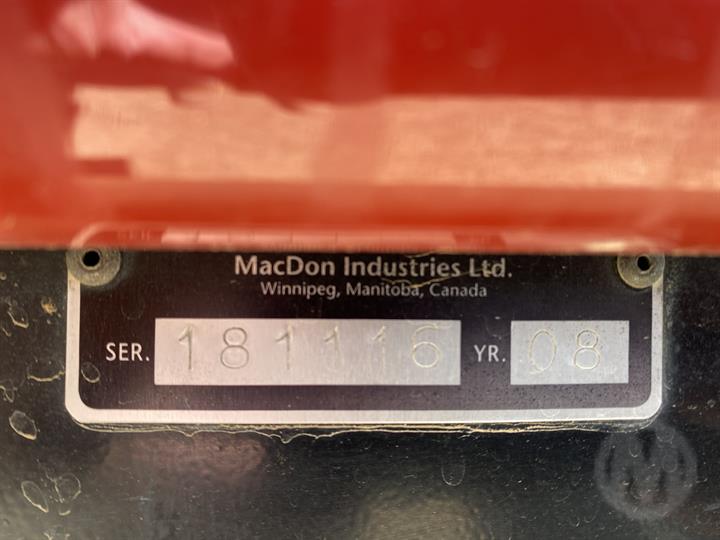 MacDon Industries Ltd.
Winnipeg, Manitoba, Canada
SER. 181116 YR. 08
M